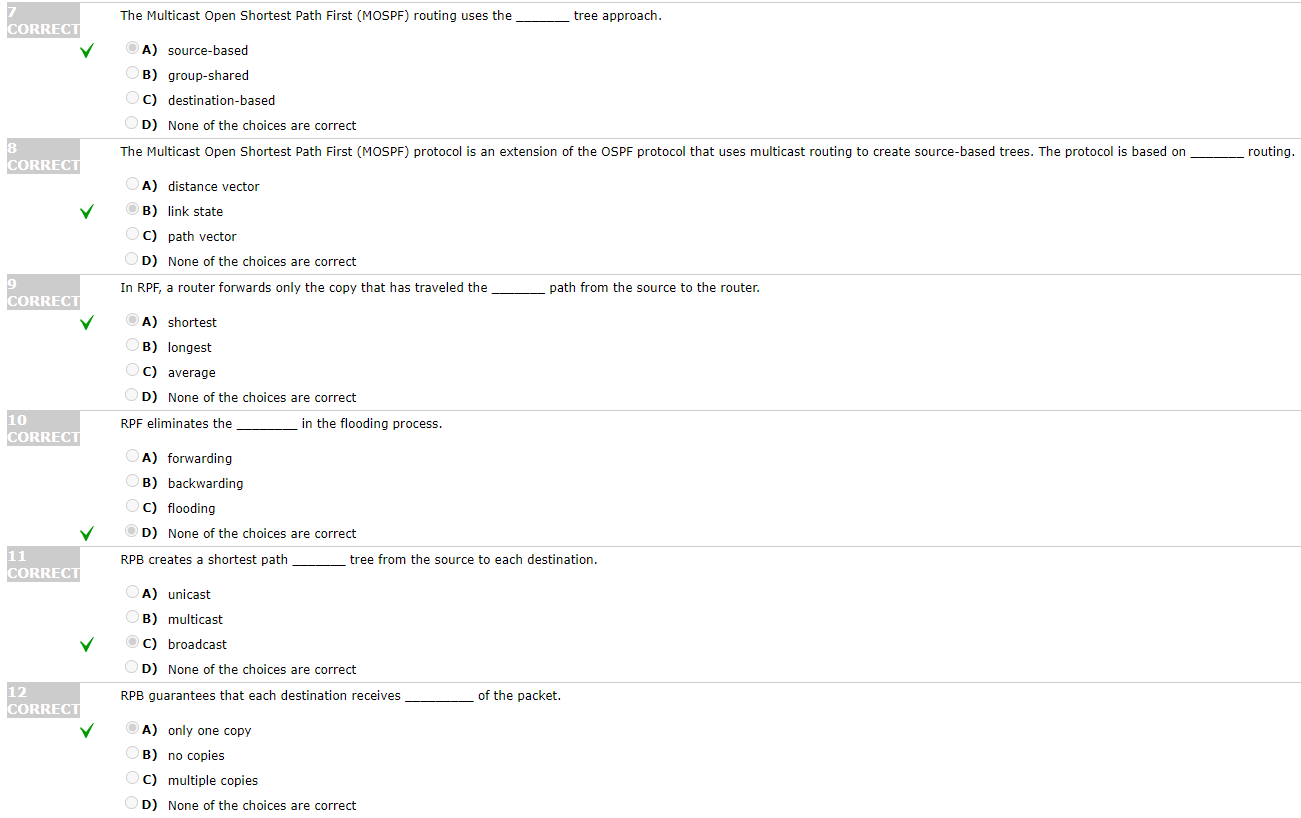 7
CORRECT
The Multicast Open Shortest Path First (MOSPF) routing uses the _______ tree approach.
A) source-based
B) group-shared
C) destination-based
D) None of the choices are correct
8
CORRECT
The Multicast Open Shortest Path First (MOSPF) protocol is an extension of the OSPF protocol that uses multicast routing to create source-based trees. The protocol is based on _______ routing.
A) distance vector
B) link state
C) path vector
D) None of the choices are correct
9
CORRECT
In RPF, a router forwards only the copy that has traveled the _______ path from the source to the router.
A) shortest
B) longest
C) average
D) None of the choices are correct
10
CORRECT
RPF eliminates the ________ in the flooding process.
A) forwarding
B) backwarding
C) flooding
D) None of the choices are correct
11
CORRECT
RPB creates a shortest path _______ tree from the source to each destination.
A) unicast
B) multicast
C) broadcast
D) None of the choices are correct
12
CORRECT
RPB guarantees that each destination receives _________ of the packet.
A) only one copy
B) no copies
C) multiple copies
D) None of the choices are correct